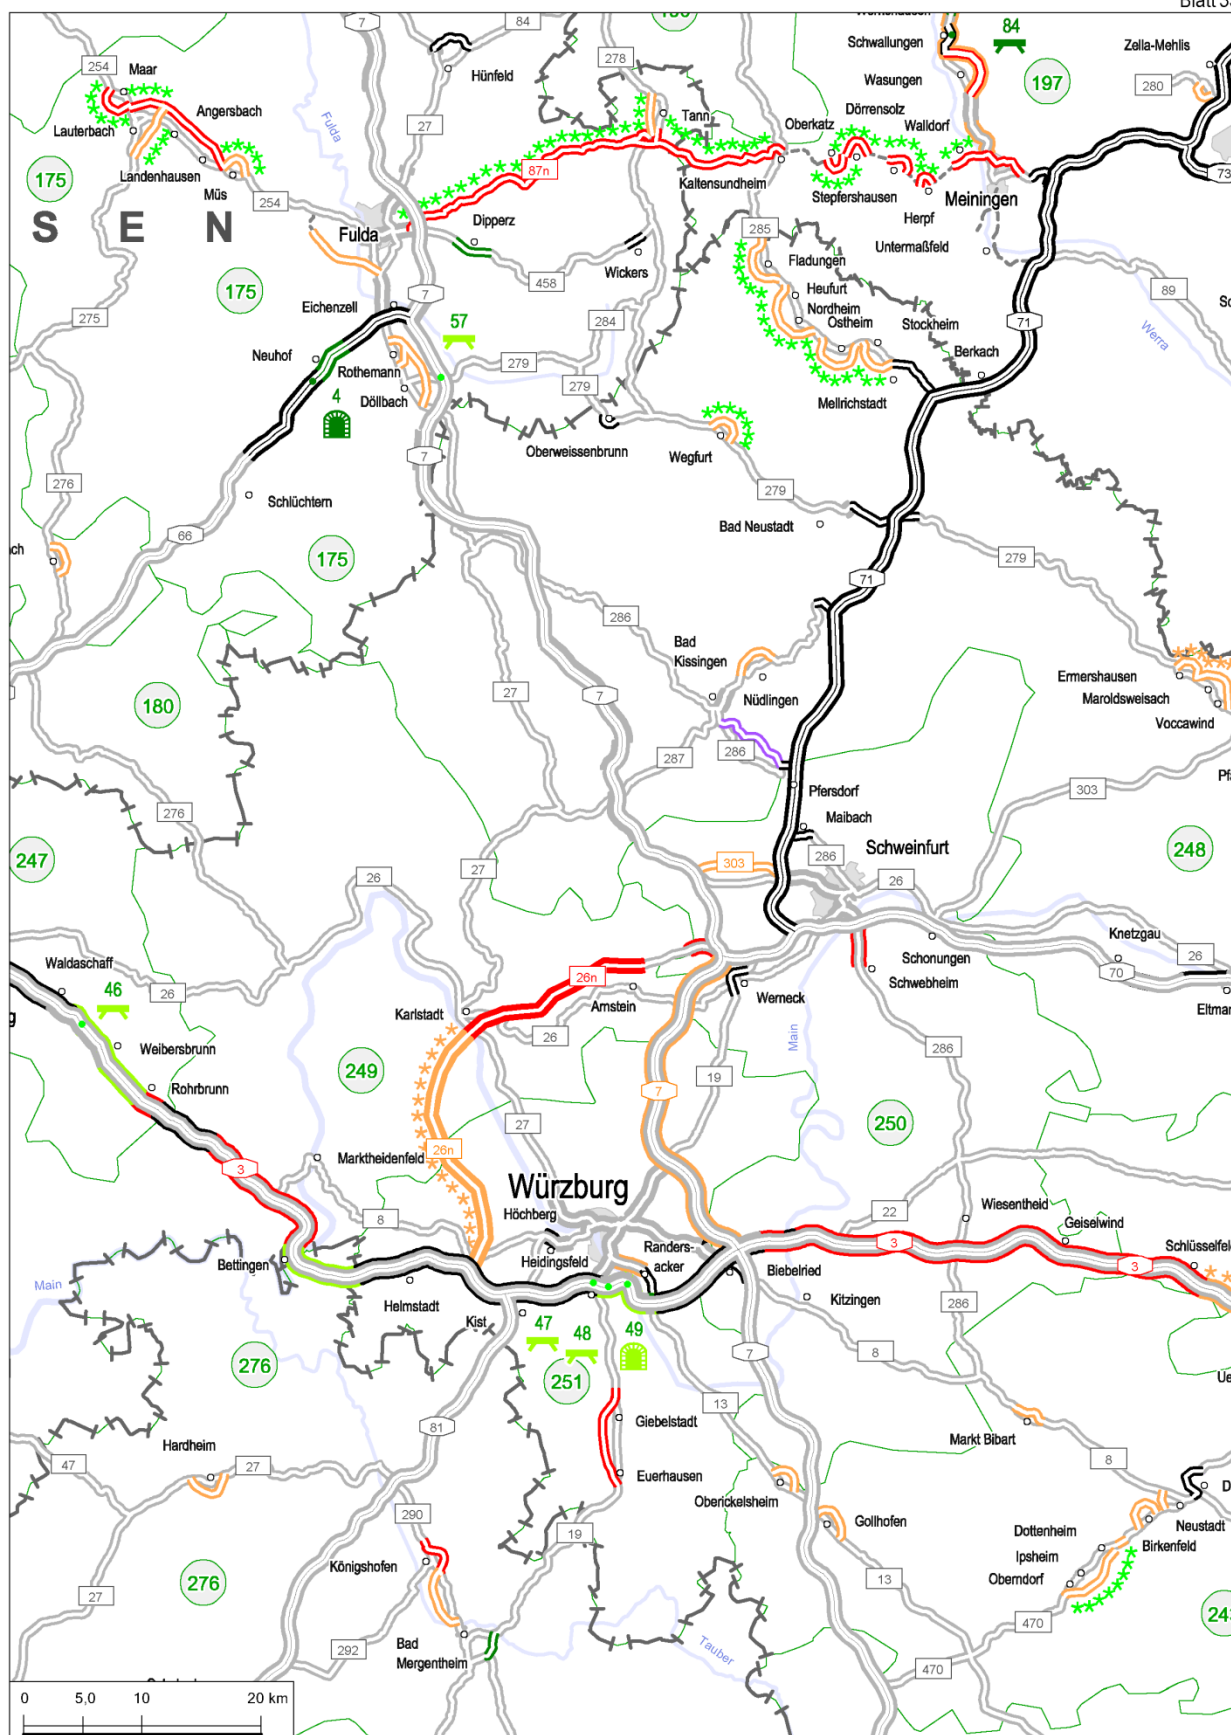 Blatt 3
7
84
84
Schwallungen
Zella-Mehlis
254
Maar
Hünfeld
278
Wasungen
197
280
Angersbach
Fulda
27
Tann
Dörrensolz
Oberkatz
Walldorf
Lauterbach
175
Landenhausen
87n
Müs
Kaltensundheim
Stepfershausen
73
254
Herpf
Meiningen
S E N
Fulda
Dipperz
285
Untermaßfeld
Wickers
Fladungen
175
458
7
Heufurt
89
Eichenzell
Nordheim
275
57
284
Ostheim
Stockheim
71
Werra
Neuhof
279
Berkach
Rothemann
4
279
Döllbach
Mellrichstadt
Oberweissenbrunn
Wegfurt
7
276
Schlüchtern
279
Bad Neustadt
66
175
279
71
286
Bad
Kissingen
Ermershausen
Nüdlingen
Maroldsweisach
27
7
180
Voccawind
286
287
Pfersdorf
303
276
Maibach
Schweinfurt
248
247
303
286
27
26
26
Knetzgau
Waldaschaff
Schonungen
26
70
26n
26
46
Schwebheim
Werneck
Karlstadt
Arnstein
Weibersbrunn
26
Main
286
Rohrbrunn
249
19
7
27
250
Marktheidenfeld
26n
3
Würzburg
Wiesentheid
8
Höchberg
22
Geiselwind
3
Bettingen
Heidingsfeld
Randers-
acker
Biebelried
3
Main
Helmstadt
Kitzingen
286
Kist
47
48
49
276
7
8
251
13
81
Giebelstadt
Hardheim
Markt Bibart
47
27
8
Euerhausen
Oberickelsheim
290
Gollhofen
19
Neustadt
Dottenheim
Birkenfeld
Königshofen
Ipsheim
276
Oberndorf
13
27
470
Bad
Mergentheim
292
Tauber
470
0 5,0 10 20 km